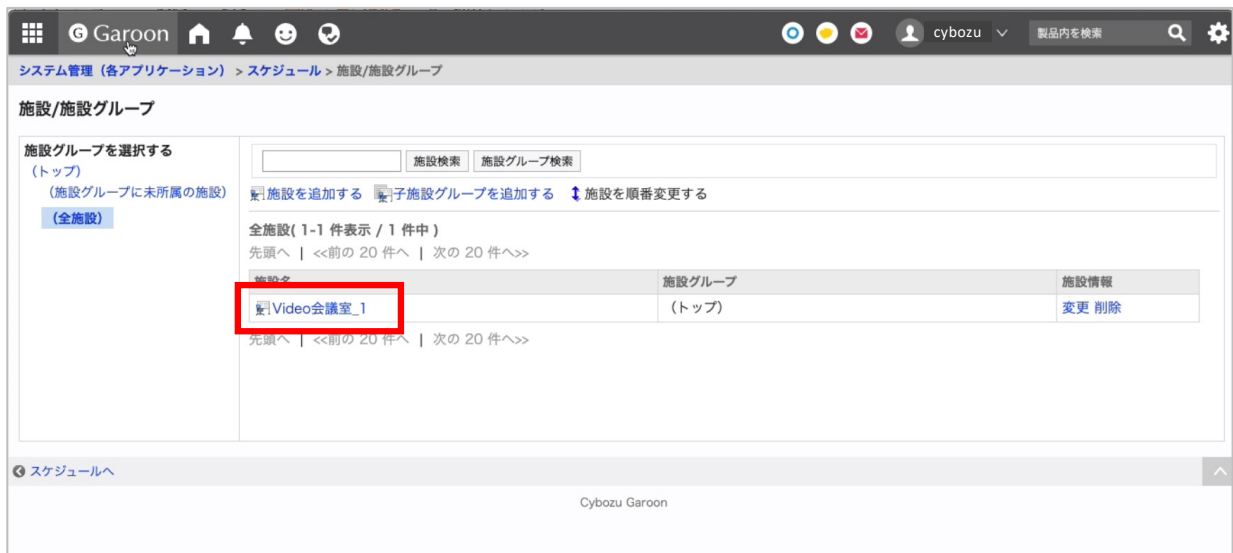 Garoon
cybozu
製品内を検索
システム管理（各アプリケーション） > スケジュール > 施設/施設グループ
施設/施設グループ
施設グループを選択する
（トップ）
（施設グループに未所属の施設）
（全施設）
施設検索 施設グループ検索
施設を追加する 子施設グループを追加する 施設を順番変更する
全施設( 1-1 件表示 / 1 件中 )
先頭へ | <<前の 20 件へ | 次の 20 件へ>>
施設名 施設グループ 施設情報
Video会議室_1 （トップ） 変更 削除
先頭へ | <<前の 20 件へ | 次の 20 件へ>>
スケジュールへ
Cybozu Garoon